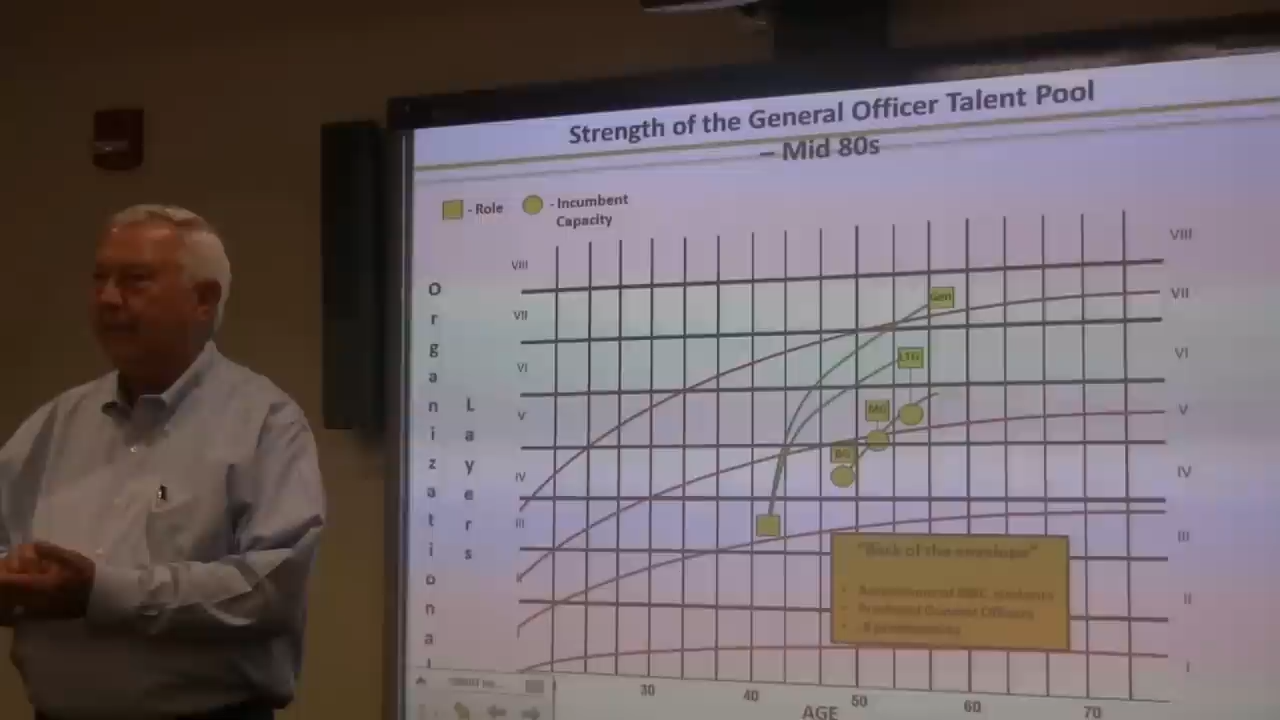 Strength of the General Officer Talent Pool
– Mid 80s
- Role
- Incumbent
Capacity
Organizational
Layers
VIII
VII
VI
V
IV
III
II
I
VIII
VII
VI
V
IV
III
II
I
Gen
LTG
MG
BG
"Back of the envelope"
General Officers
30
40
50
60
70
AGE